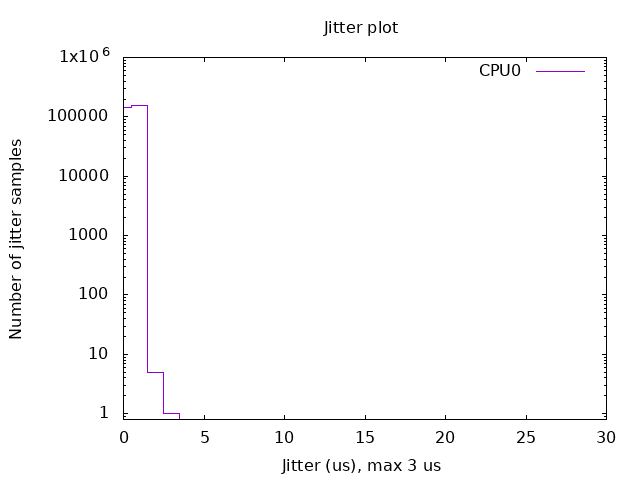 Jitter plot
1x10^6
CPU0
100000
10000
1000
100
10
1
Number of jitter samples
0 5 10 15 20 25 30
Jitter (us), max 3 us